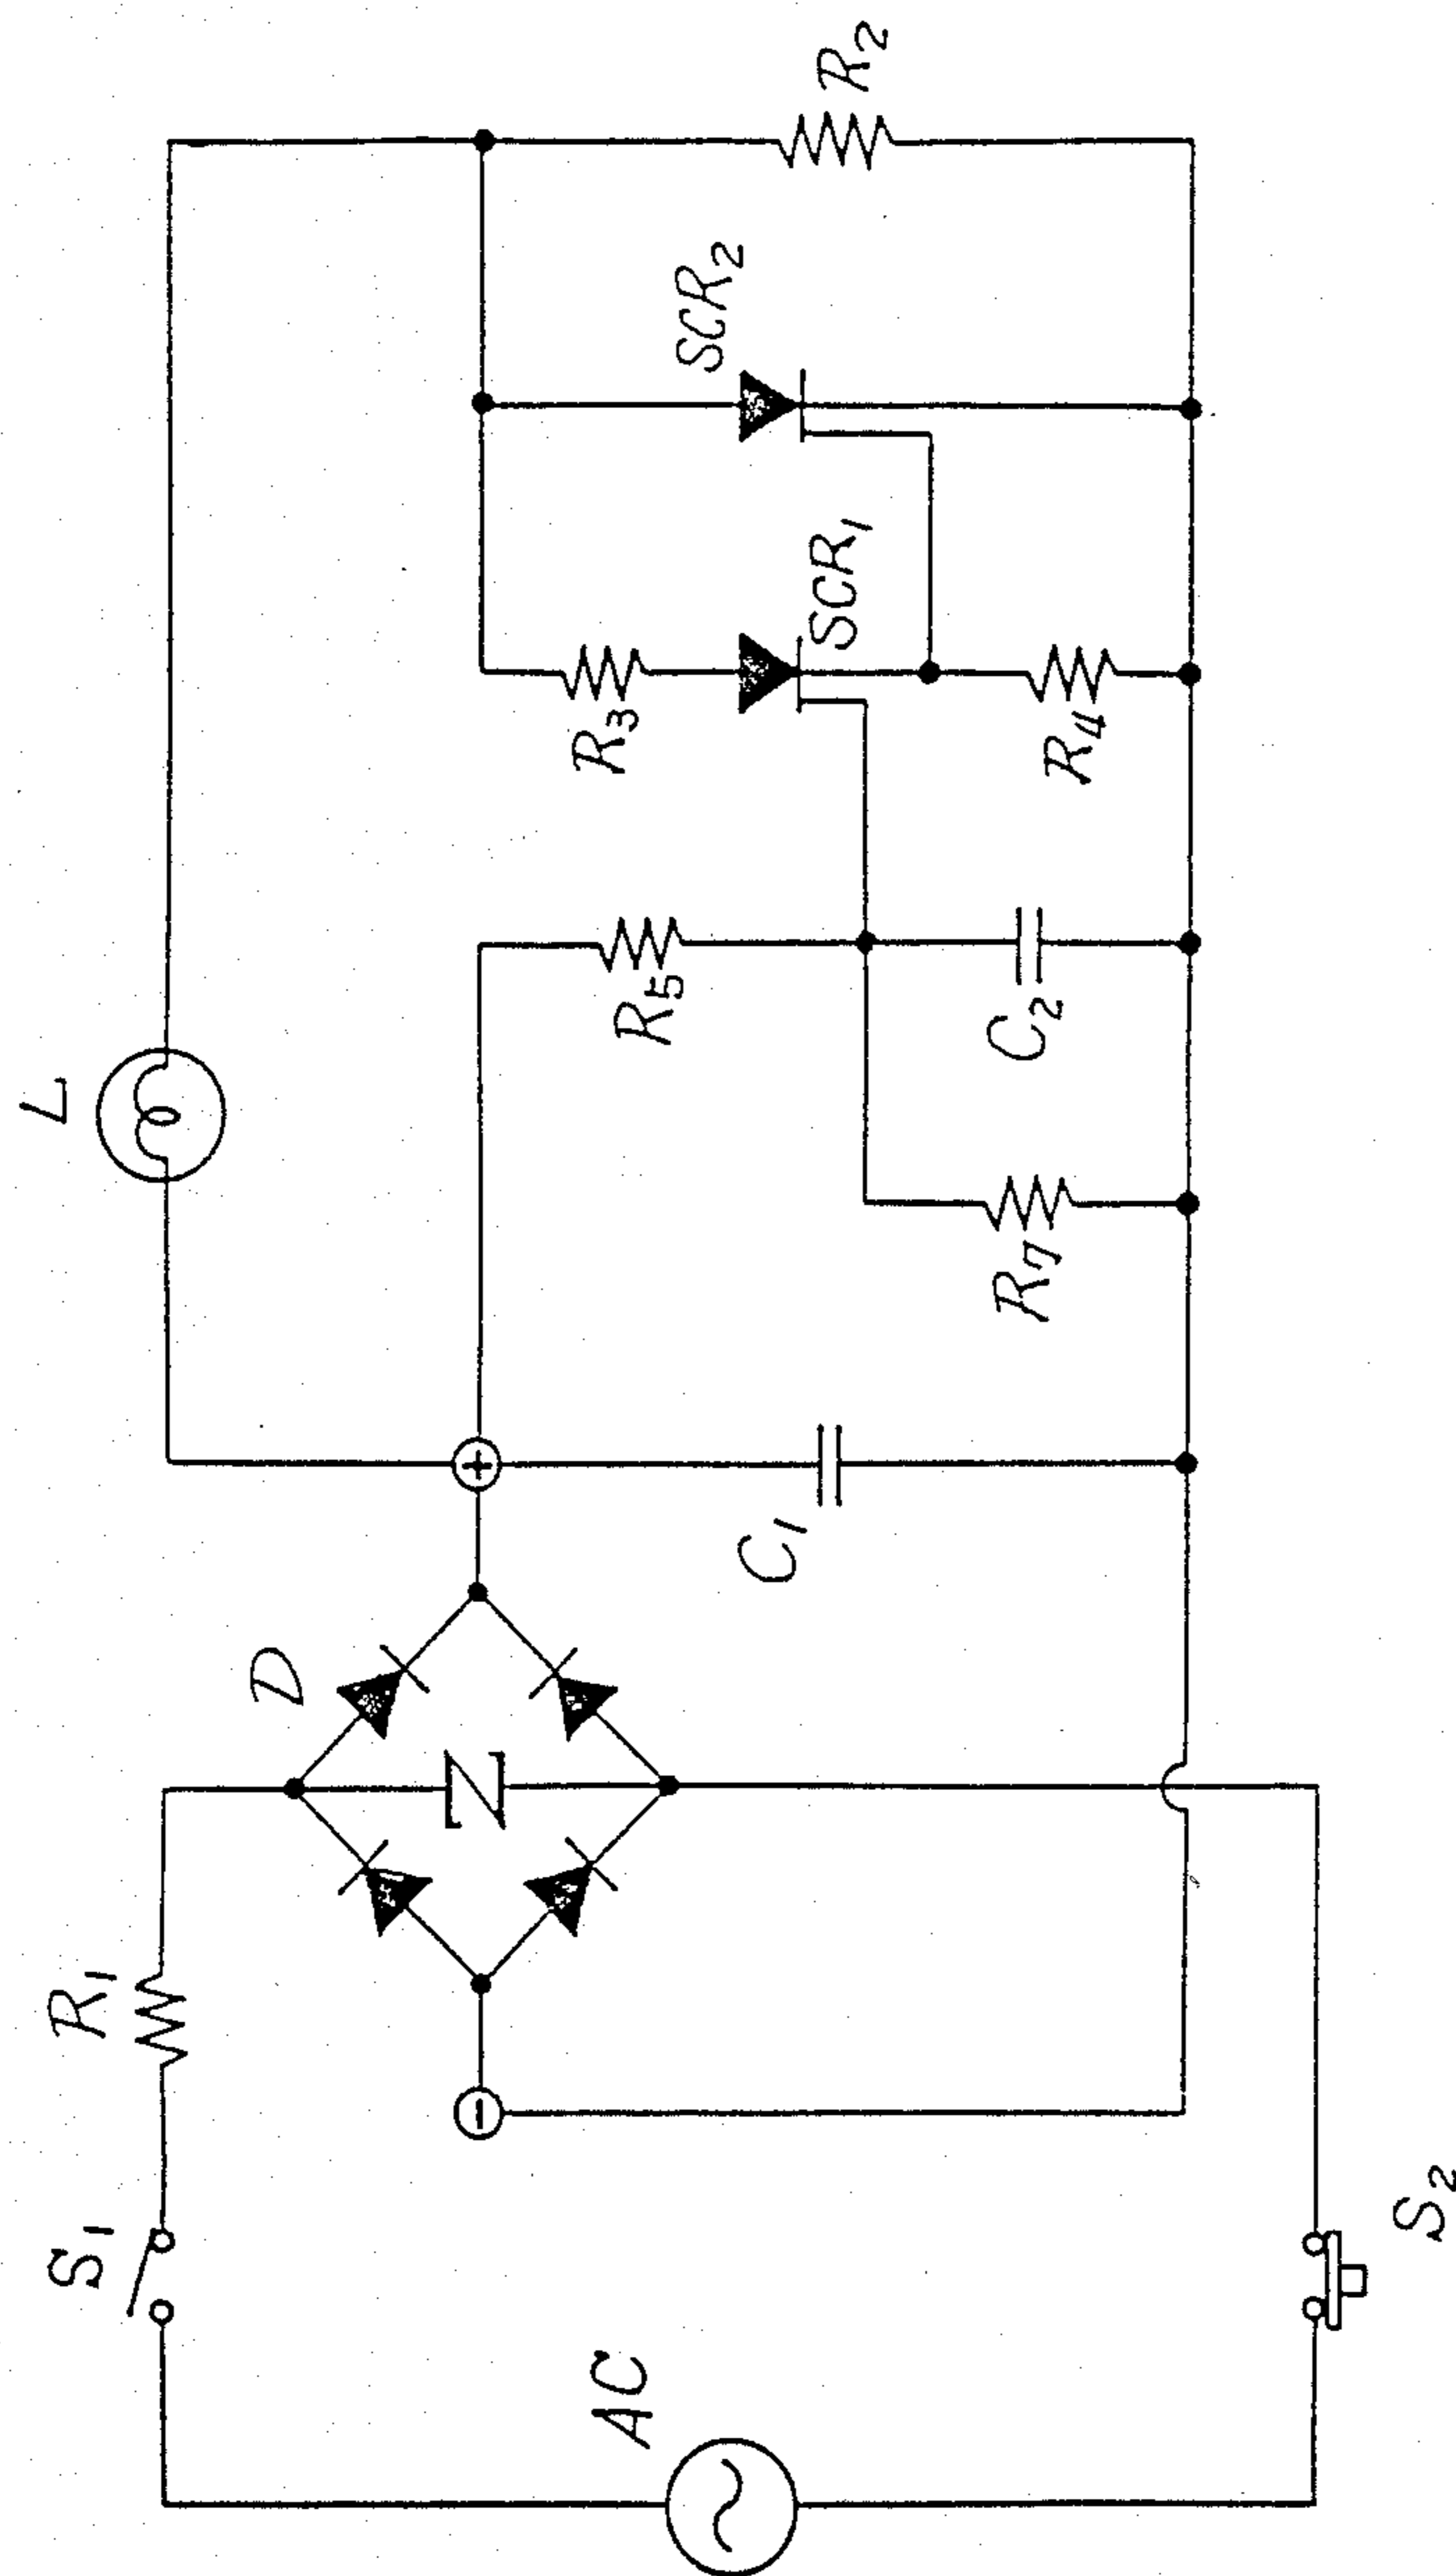 L
R₂
SCR₂
SCR₁
R₃
R₄
R₅
C₂
R₇
+
C₁
D
R₁
−
S₁
AC
S₂